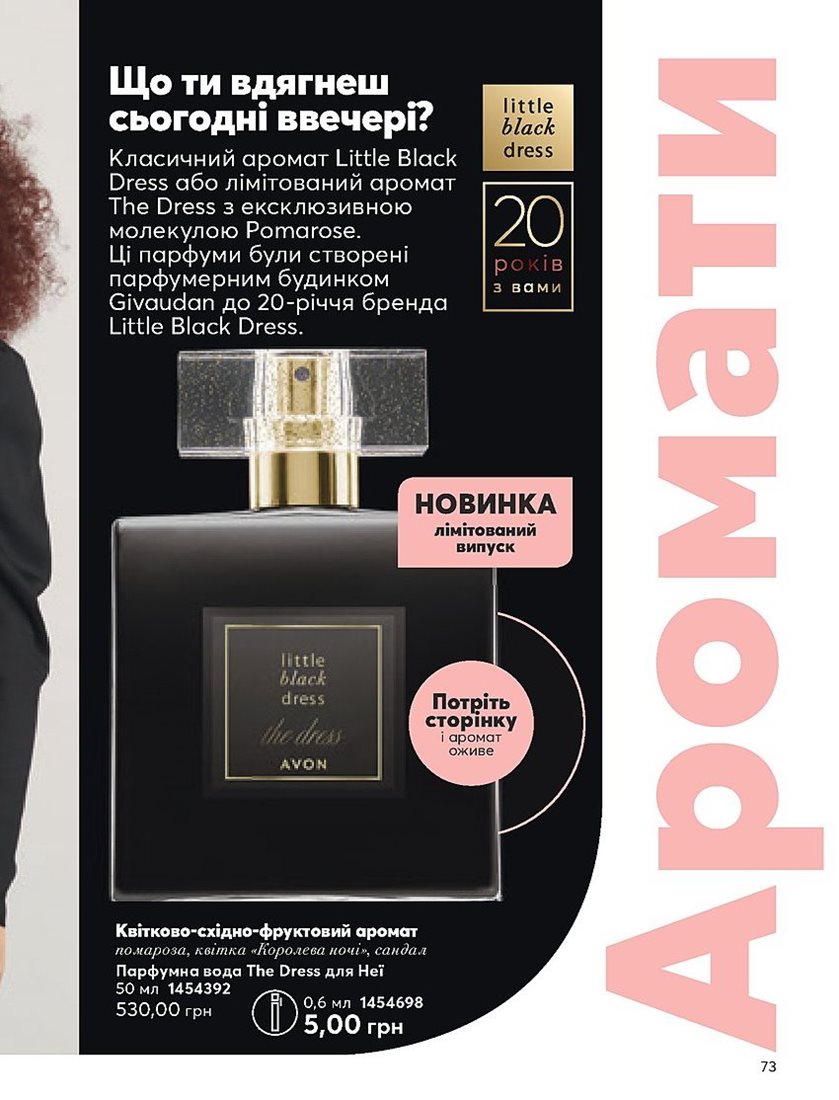 Що ти вдягнеш
сьогодні ввечері?
Класичний аромат Little Black
Dress або лімітований аромат
The Dress з ексклюзивною
молекулою Pomarose.
Ці парфуми були створені
парфумерним будинком
Givaudan до 20-річчя бренда
Little Black Dress.
little
black
dress
20
років
з вами
НОВИНКА
лімітований
випуск
little
black
dress
the dress
AVON
Потріть
сторінку
і аромат
оживе
Квітково-східно-фруктовий аромат
помароза, квітка «Королева ночі», сандал
Парфумна вода The Dress для Неї
50 мл 1454392
530,00 грн
0,6 мл 1454698
5,00 грн
Аромати
73